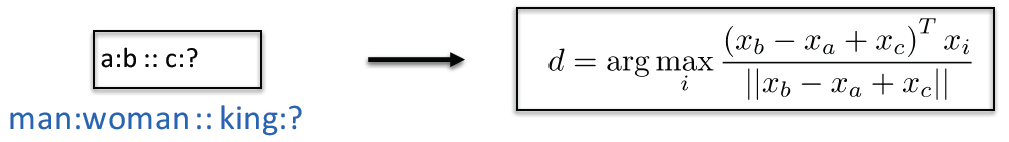 a:b :: c:?
man:woman :: king:?
d = arg max_i (x_b − x_a + x_c)^T x_i / ||x_b − x_a + x_c||